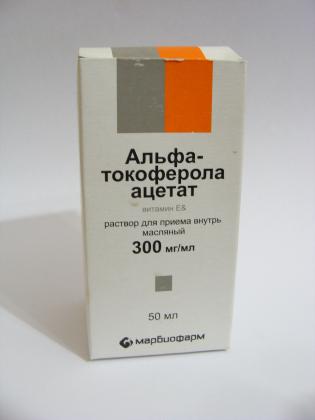 Альфа-
токоферола
ацетат
витамин E&
раствор для приема внутрь
масляный
300 мг/мл
50 мл
марбиофарм